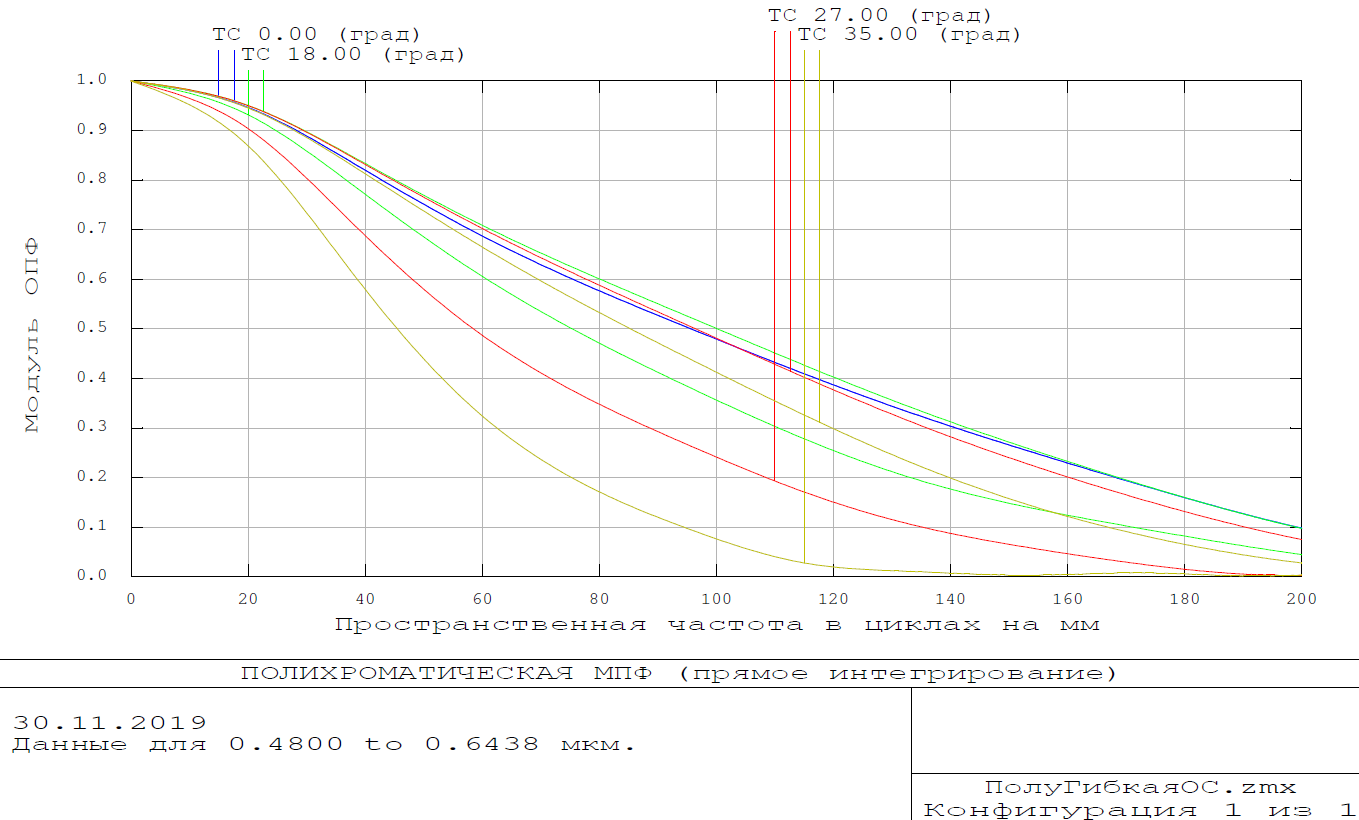 ТС 27.00 (град)
ТС 0.00 (град)
ТС 35.00 (град)
ТС 18.00 (град)
1.0
0.9
0.8
0.7
0.6
0.5
0.4
0.3
0.2
0.1
0.0
Модуль ОПФ
0 20 40 60 80 100 120 140 160 180 200
Пространственная частота в циклах на мм
ПОЛИХРОМАТИЧЕСКАЯ МПФ (прямое интегрирование)
30.11.2019
Данные для 0.4800 to 0.6438 мкм.
ПолуГибкаяОС.zmx
Конфигурация 1 из 1